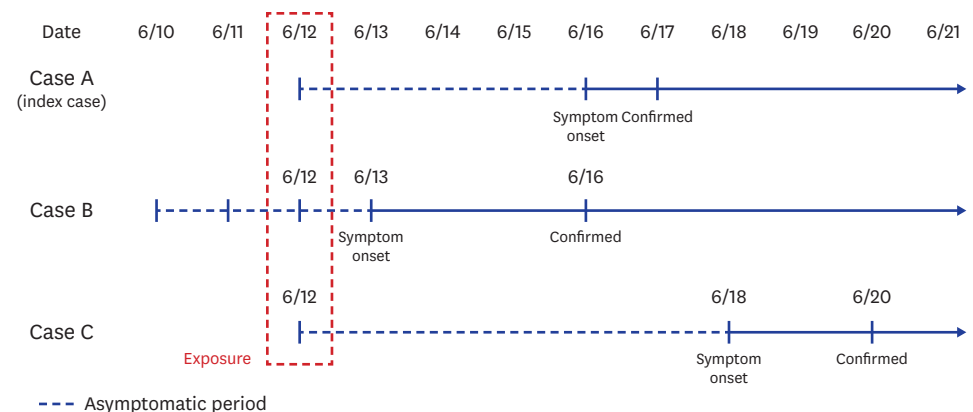 Date 6/10 6/11 6/12 6/13 6/14 6/15 6/16 6/17 6/18 6/19 6/20 6/21
Case A
(index case)
Symptom onset
Confirmed
6/12 6/13 6/16
Case B
Symptom onset
Confirmed
6/12 6/18 6/20
Case C
Exposure
Symptom onset
Confirmed
Asymptomatic period